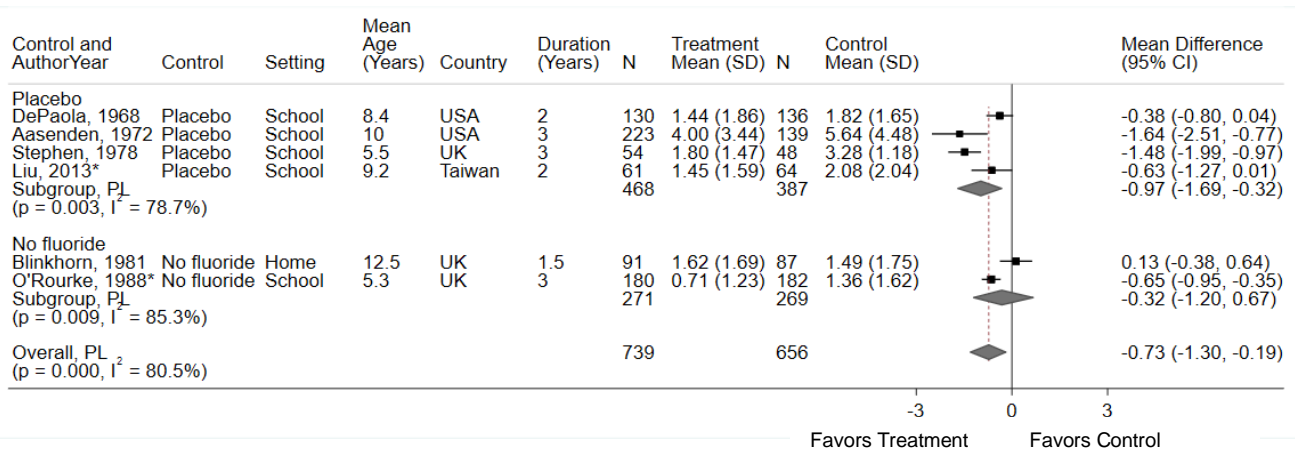 Control and AuthorYear Control Setting Mean Age (Years) Country Duration (Years) N Treatment Mean (SD) N Control Mean (SD) Mean Difference (95% CI)
Placebo
DePaola, 1968 Placebo School 8.4 USA 2 130 1.44 (1.86) 136 1.82 (1.65) -0.38 (-0.80, 0.04)
Aasenden, 1972 Placebo School 10 USA 3 223 4.00 (3.44) 139 5.64 (4.48) -1.64 (-2.51, -0.77)
Stephen, 1978 Placebo School 5.5 UK 3 54 1.80 (1.47) 48 3.28 (1.18) -1.48 (-1.99, -0.97)
Liu, 2013* Placebo School 9.2 Taiwan 2 61 1.45 (1.59) 64 2.08 (2.04) -0.63 (-1.27, 0.01)
Subgroup, PL 468 387 -0.97 (-1.69, -0.32)
(p = 0.003, I² = 78.7%)
No fluoride
Blinkhorn, 1981 No fluoride Home 12.5 UK 1.5 91 1.62 (1.69) 87 1.49 (1.75) 0.13 (-0.38, 0.64)
O'Rourke, 1988* No fluoride School 5.3 UK 3 180 0.71 (1.23) 182 1.36 (1.62) -0.65 (-0.95, -0.35)
Subgroup, PL 271 269 -0.32 (-1.20, 0.67)
(p = 0.009, I² = 85.3%)
Overall, PL 739 656 -0.73 (-1.30, -0.19)
(p = 0.000, I² = 80.5%)
-3 0 3
Favors Treatment Favors Control